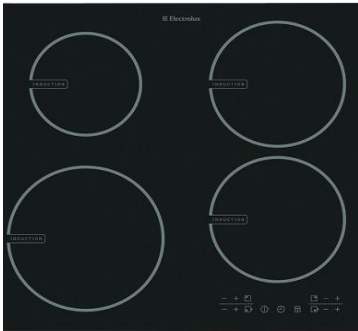 Electrolux
INDUCTION
INDUCTION
INDUCTION
INDUCTION
− + − +
− + − +